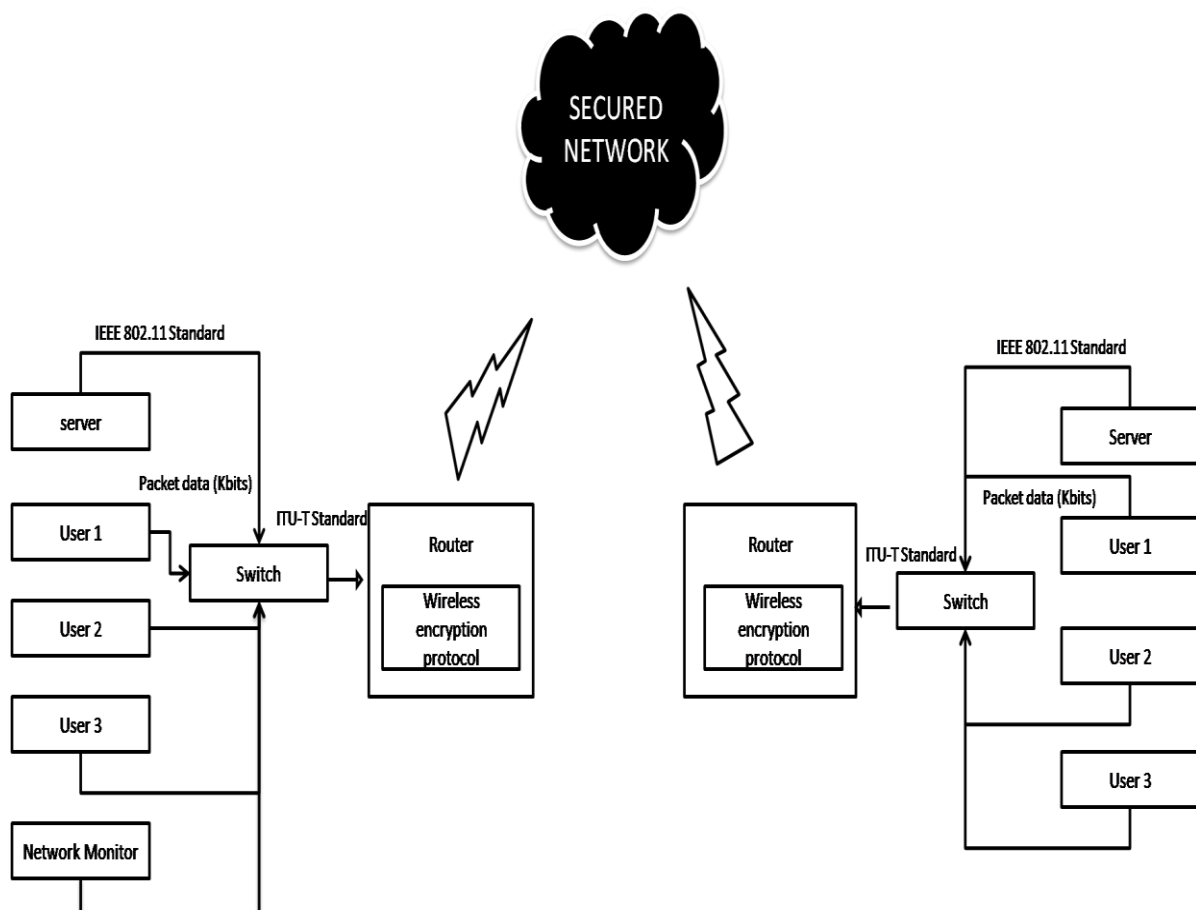 SECURED
NETWORK
IEEE 802.11 Standard
server
Packet data (Kbits)
User 1
ITU-T Standard
Switch
User 2
User 3
Network Monitor
Router
Wireless
encryption
protocol
Router
Wireless
encryption
protocol
IEEE 802.11 Standard
Server
Packet data (Kbits)
User 1
ITU-T Standard
Switch
User 2
User 3